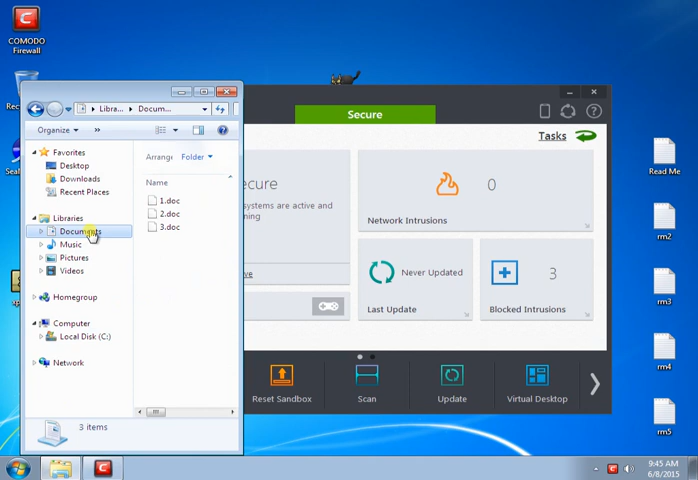 COMODO
Firewall
Libra...
Docum...
Organize
»
Favorites
Desktop
Downloads
Recent Places
Libraries
Documents
Music
Pictures
Videos
Homegroup
Computer
Local Disk (C:)
Network
Arrange
Folder
Name
1.doc
2.doc
3.doc
3 items
Secure
Tasks
ecure
systems are active and
ning
0
Network Intrusions
Never Updated
Last Update
3
Blocked Intrusions
Reset Sandbox
Scan
Update
Virtual Desktop
Read Me
rm2
rm3
rm4
rm5
9:45 AM
6/8/2015